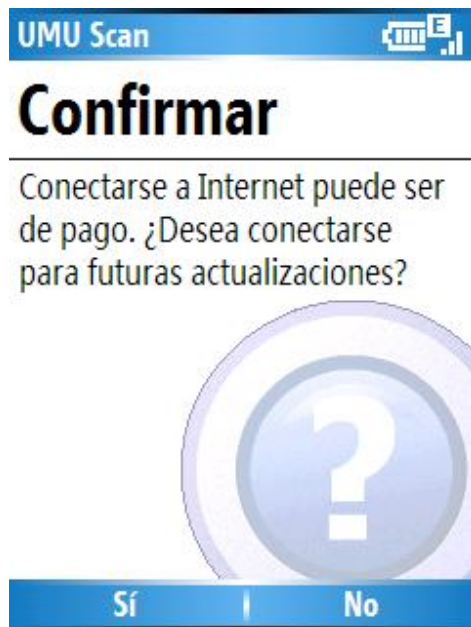 UMU Scan
E
Confirmar
Conectarse a Internet puede ser
de pago. ¿Desea conectarse
para futuras actualizaciones?
?
Sí No